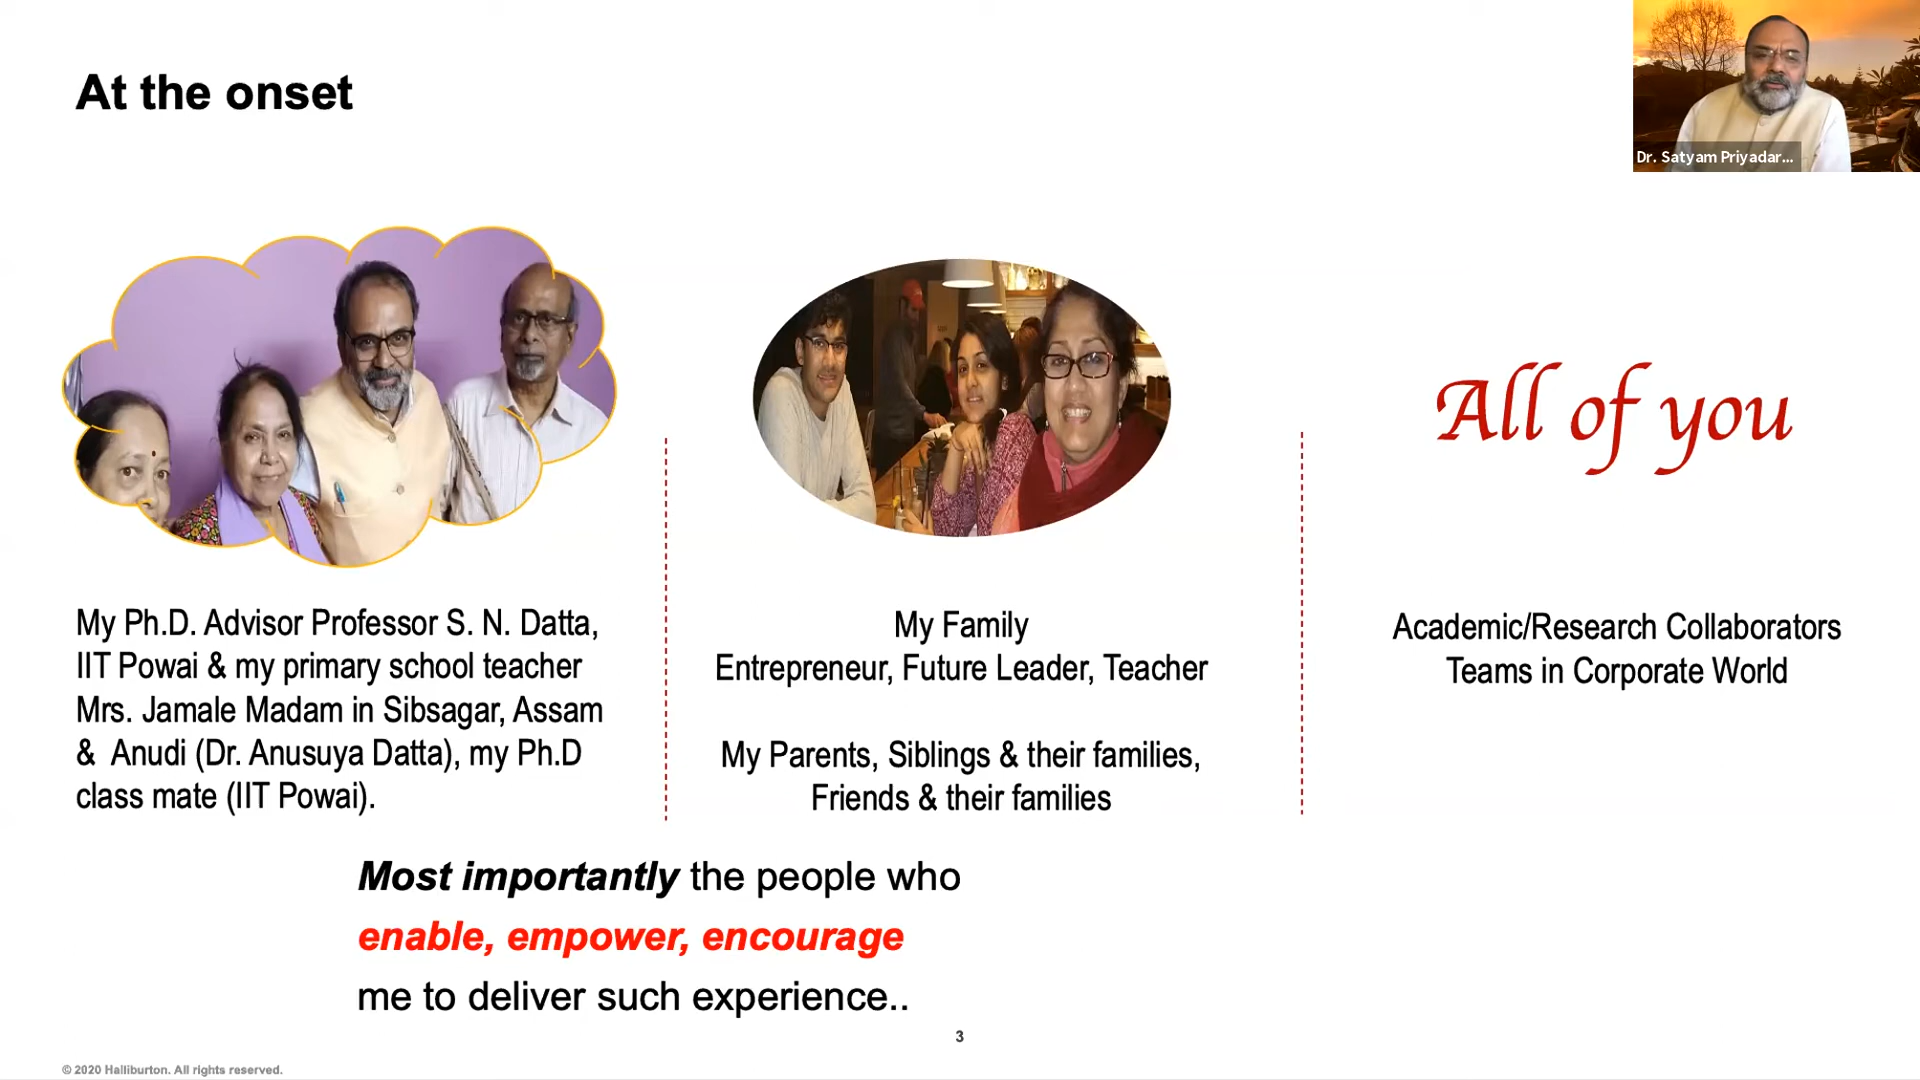 At the onset
Dr. Satyam Priyadar...
All of you
My Ph.D. Advisor Professor S. N. Datta,
IIT Powai & my primary school teacher
Mrs. Jamale Madam in Sibsagar, Assam
& Anudi (Dr. Anusuya Datta), my Ph.D
class mate (IIT Powai).
My Family
Entrepreneur, Future Leader, Teacher
My Parents, Siblings & their families,
Friends & their families
Academic/Research Collaborators
Teams in Corporate World
Most importantly the people who
enable, empower, encourage
me to deliver such experience..
3
© 2020 Halliburton. All rights reserved.